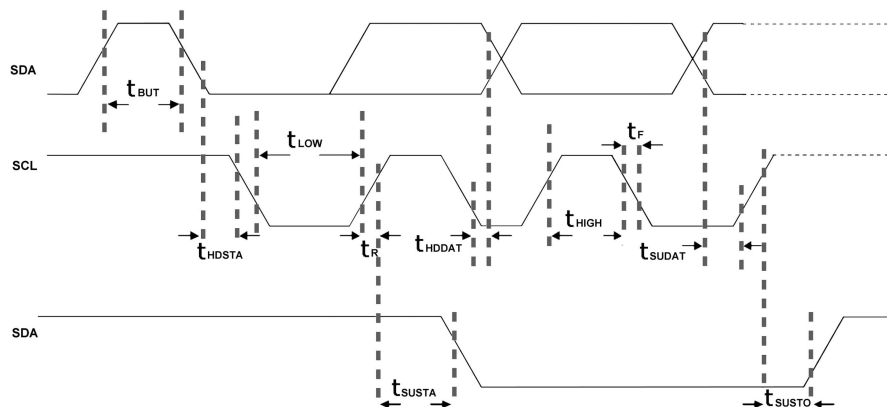 SDA
tBUT
tLOW
tF
SCL
tHDSTA
tR
tHDDAT
tHIGH
tSUDAT
SDA
tSUSTA
tSUSTO